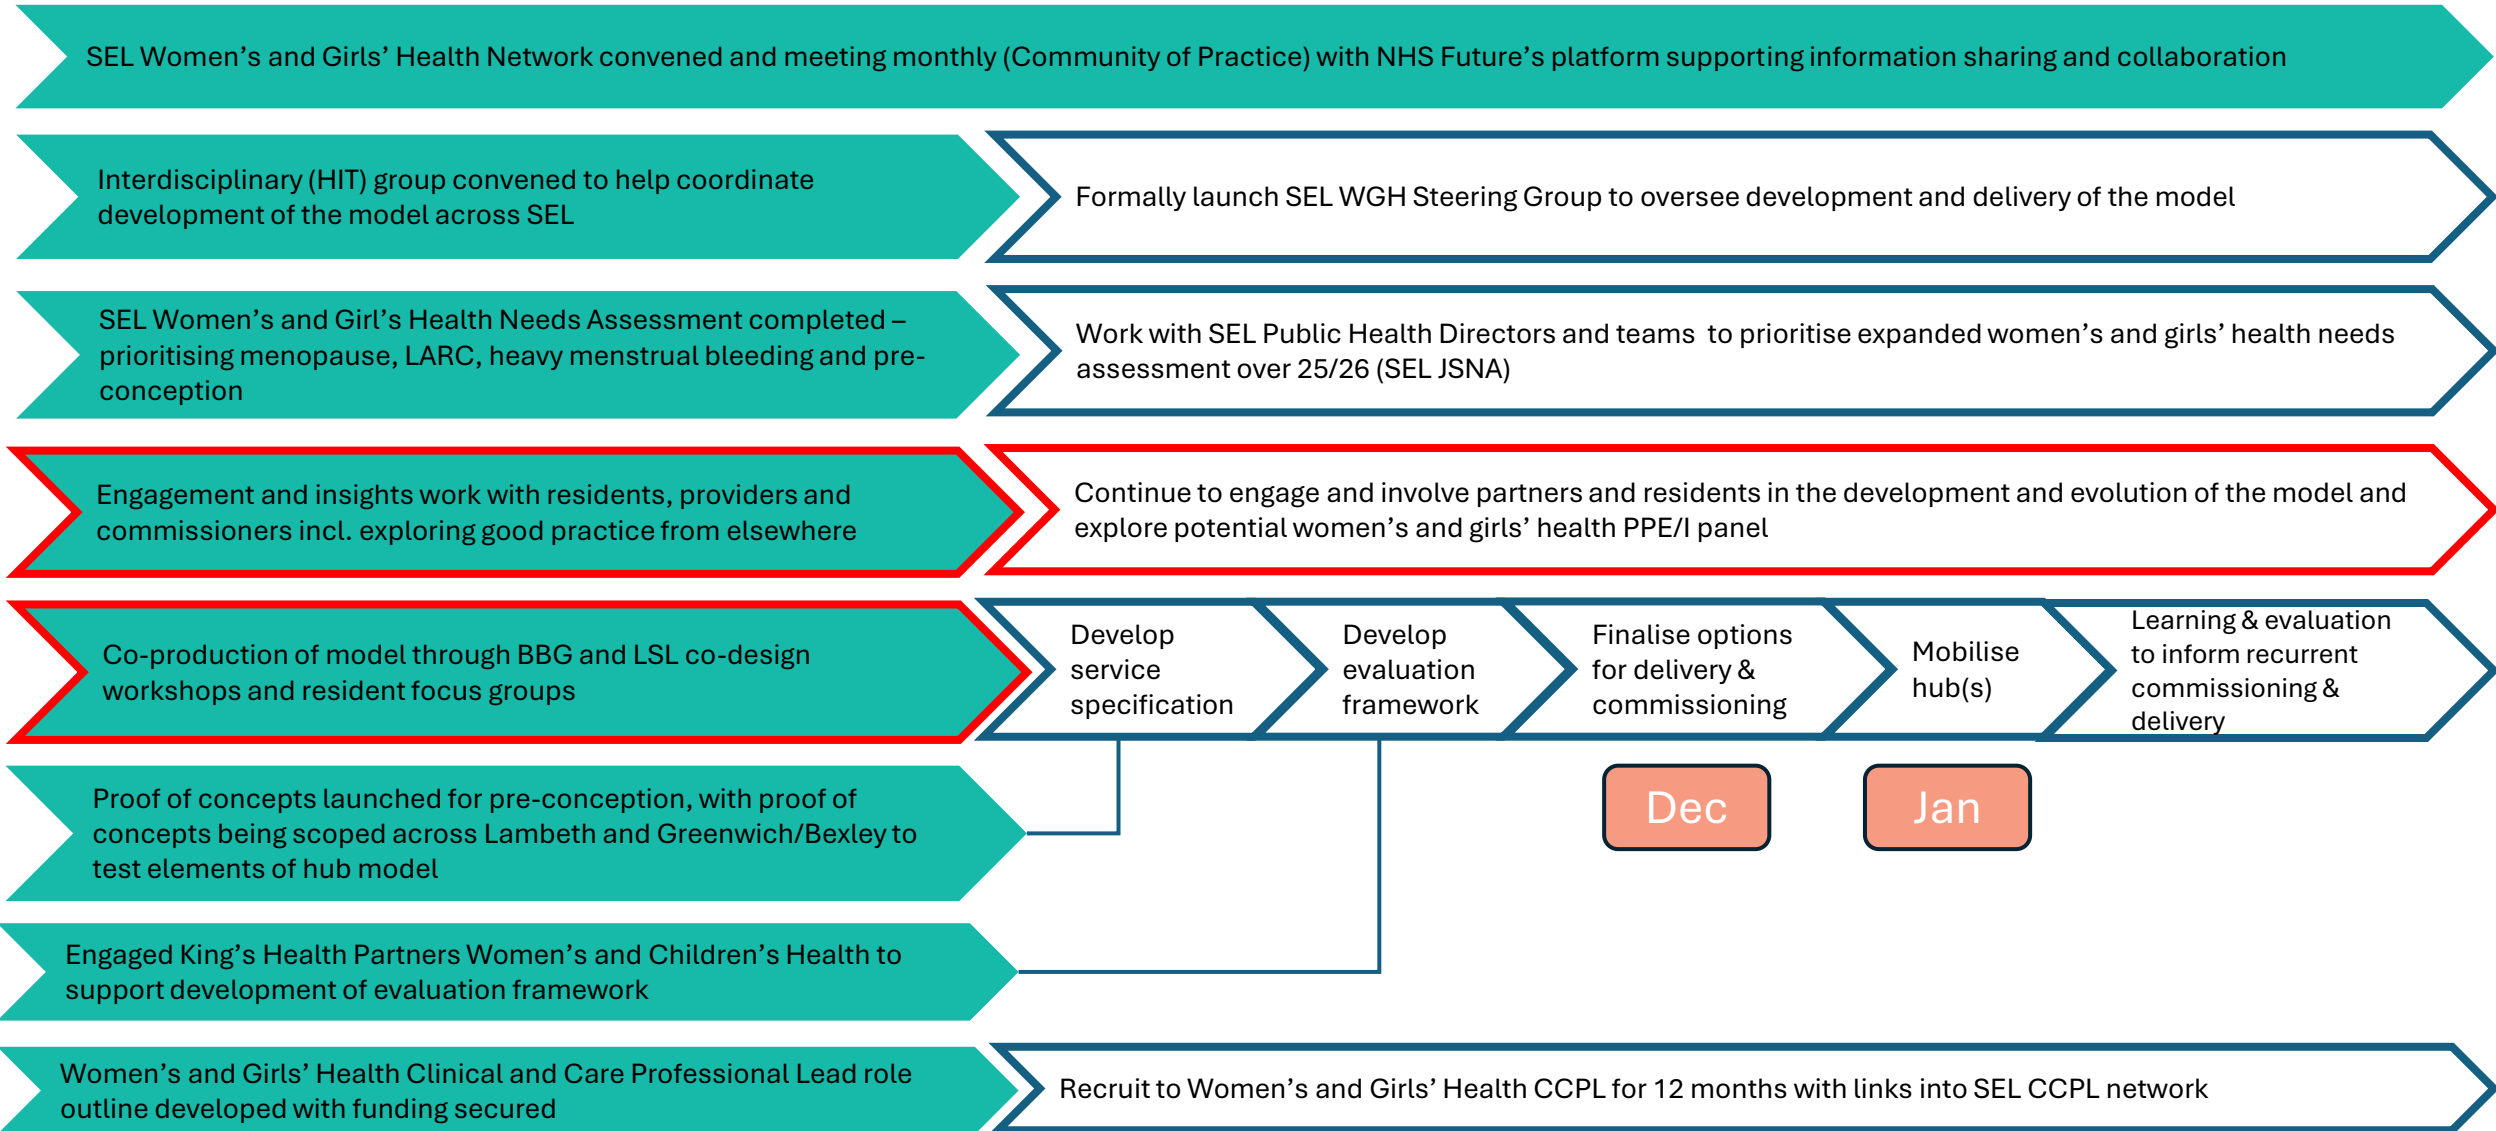 SEL Women’s and Girls’ Health Network convened and meeting monthly (Community of Practice) with NHS Future’s platform supporting information sharing and collaboration
Interdisciplinary (HIT) group convened to help coordinate
development of the model across SEL
Formally launch SEL WGH Steering Group to oversee development and delivery of the model
SEL Women’s and Girl’s Health Needs Assessment completed –
prioritising menopause, LARC, heavy menstrual bleeding and pre-
conception
Work with SEL Public Health Directors and teams to prioritise expanded women’s and girls’ health needs
assessment over 25/26 (SEL JSNA)
Engagement and insights work with residents, providers and
commissioners incl. exploring good practice from elsewhere
Continue to engage and involve partners and residents in the development and evolution of the model and
explore potential women’s and girls’ health PPE/I panel
Co-production of model through BBG and LSL co-design
workshops and resident focus groups
Develop
service
specification
Develop
evaluation
framework
Finalise options
for delivery &
commissioning
Mobilise
hub(s)
Learning & evaluation
to inform recurrent
commissioning &
delivery
Proof of concepts launched for pre-conception, with proof of
concepts being scoped across Lambeth and Greenwich/Bexley to
test elements of hub model
Dec
Jan
Engaged King’s Health Partners Women’s and Children’s Health to
support development of evaluation framework
Women’s and Girls’ Health Clinical and Care Professional Lead role
outline developed with funding secured
Recruit to Women’s and Girls’ Health CCPL for 12 months with links into SEL CCPL network